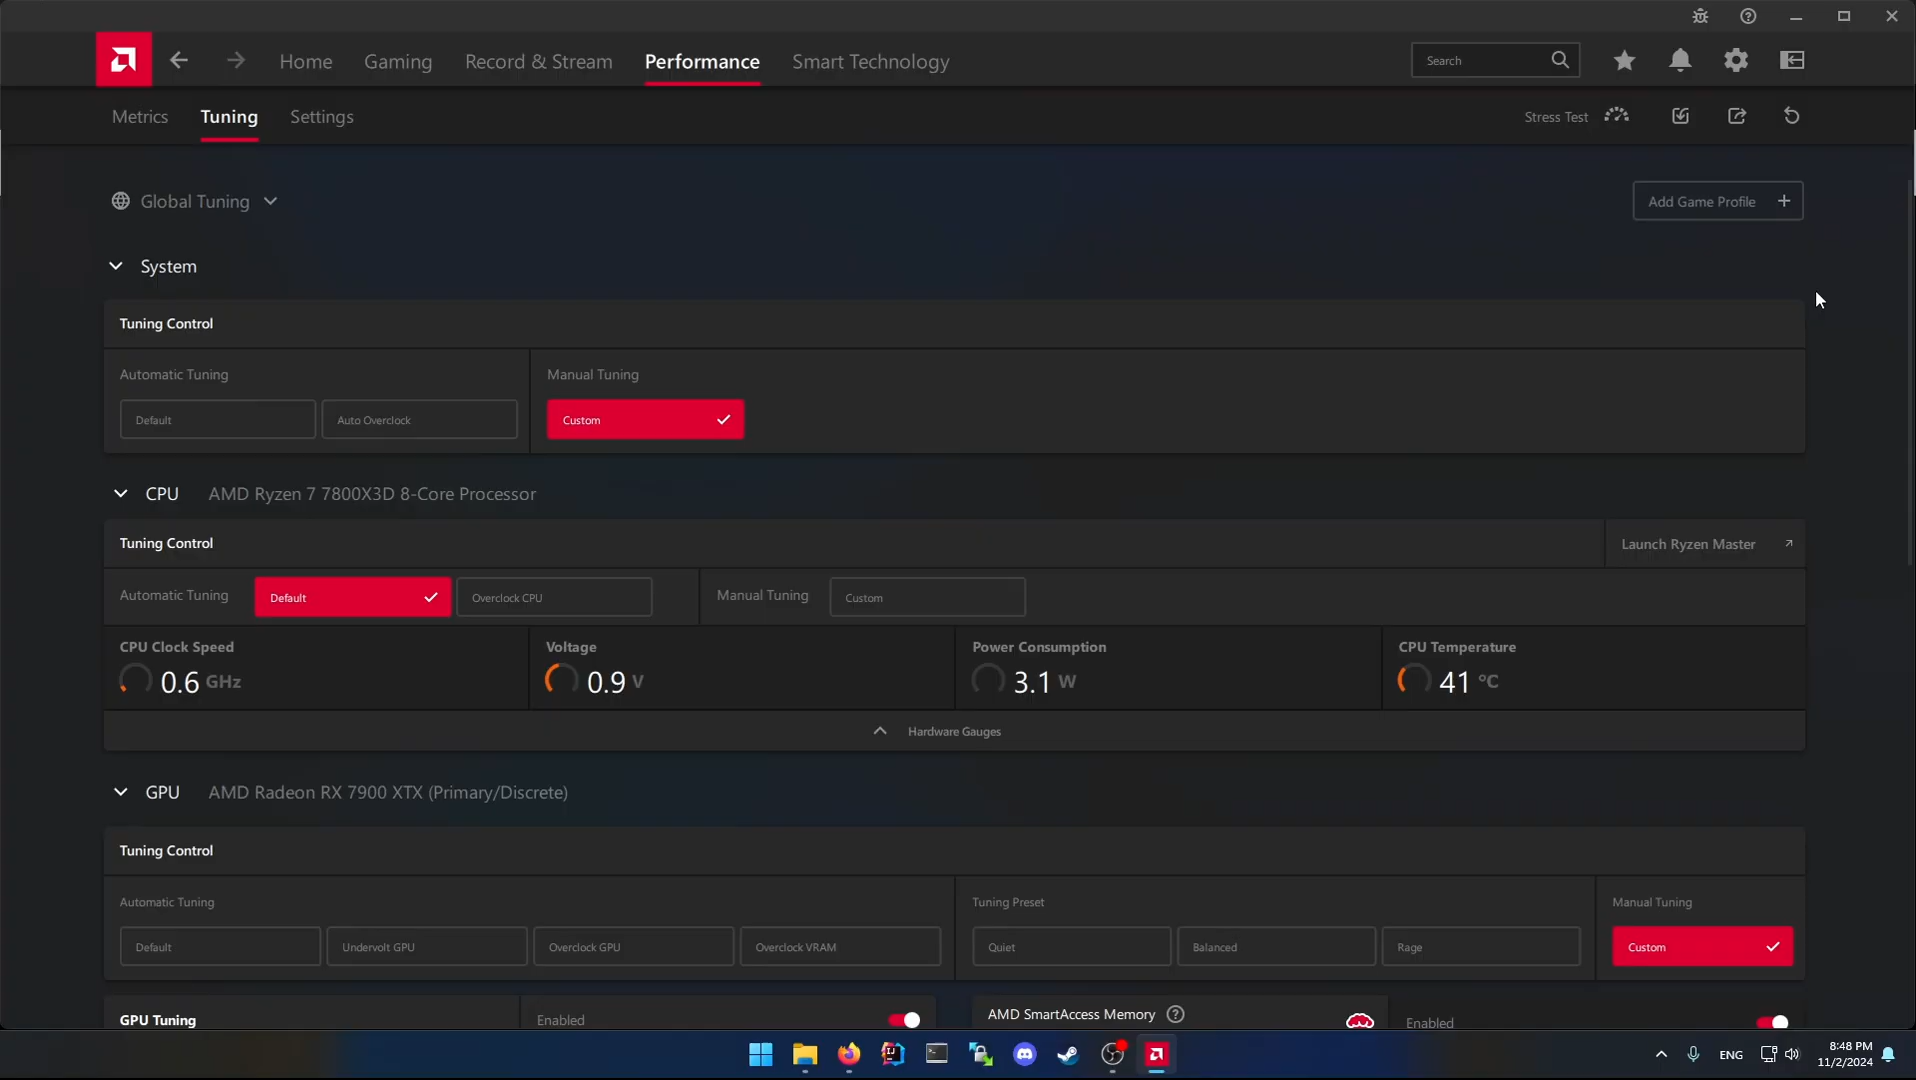 Home Gaming Record & Stream Performance Smart Technology Search
Metrics Tuning Settings Stress Test
Global Tuning Add Game Profile
System
Tuning Control
Automatic Tuning Manual Tuning
Default Auto Overclock Custom
CPU AMD Ryzen 7 7800X3D 8-Core Processor
Tuning Control Launch Ryzen Master
Automatic Tuning Default Overclock CPU Manual Tuning Custom
CPU Clock Speed Voltage Power Consumption CPU Temperature
0.6 GHz 0.9 V 3.1 W 41 °C
Hardware Gauges
GPU AMD Radeon RX 7900 XTX (Primary/Discrete)
Tuning Control
Automatic Tuning Tuning Preset Manual Tuning
Default Undervolt GPU Overclock GPU Overclock VRAM Quiet Balanced Rage Custom
GPU Tuning Enabled AMD SmartAccess Memory Enabled
ENG 8:48 PM
11/2/2024